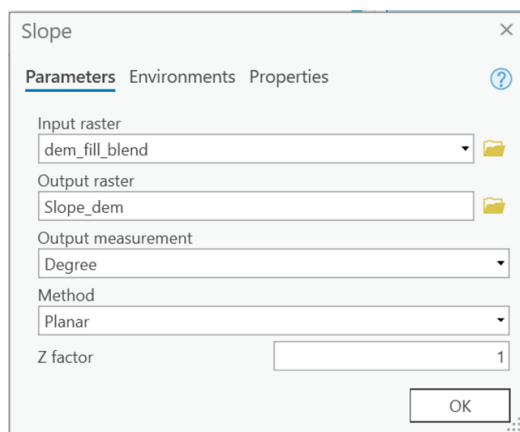 Slope
Parameters Environments Properties
Input raster
dem_fill_blend
Output raster
Slope_dem
Output measurement
Degree
Method
Planar
Z factor 1
OK